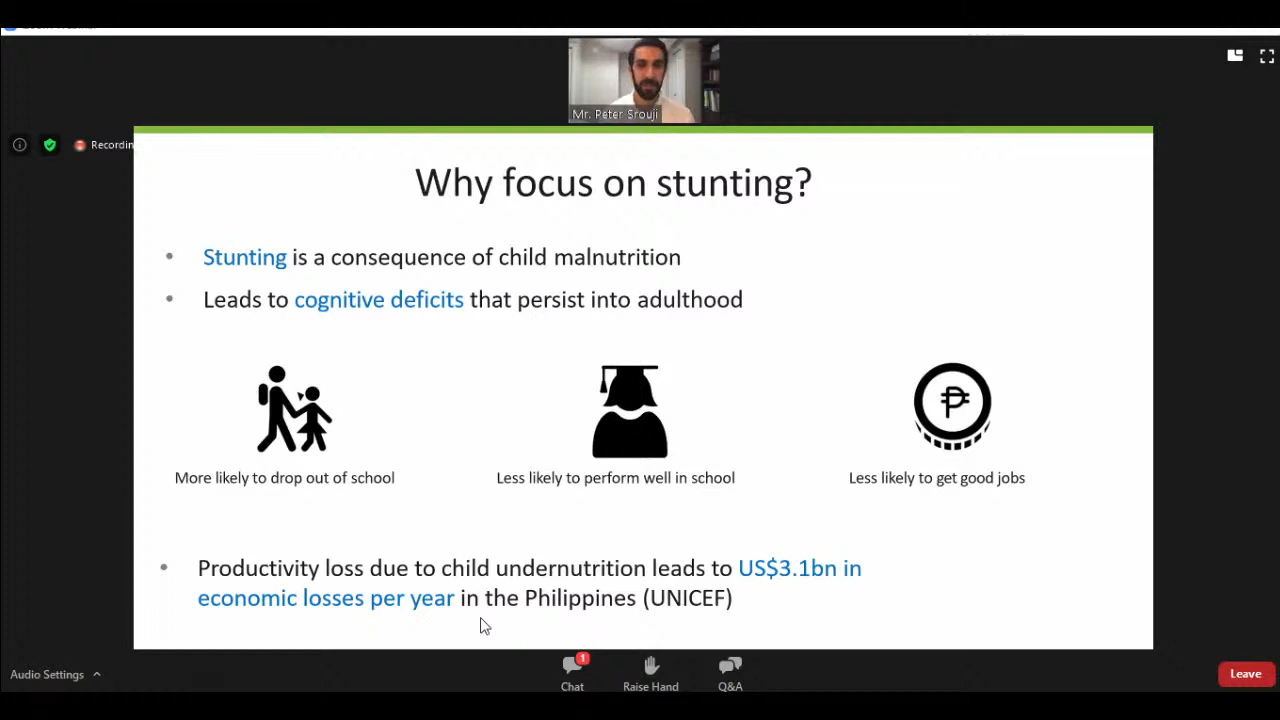 Mr. Peter Srouji
Recordin
Why focus on stunting?
• Stunting is a consequence of child malnutrition
• Leads to cognitive deficits that persist into adulthood
More likely to drop out of school
Less likely to perform well in school
Less likely to get good jobs
• Productivity loss due to child undernutrition leads to US$3.1bn in
economic losses per year in the Philippines (UNICEF)
Audio Settings
1
Chat
Raise Hand
Q&A
Leave